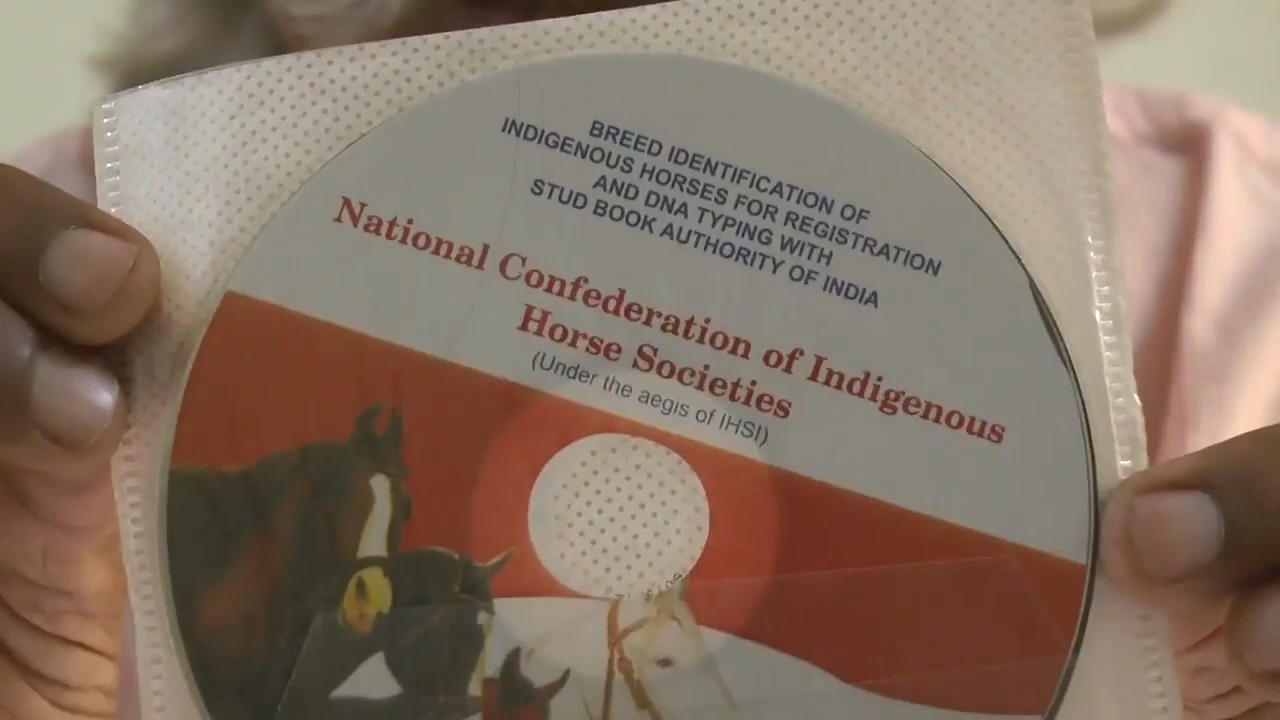 BREED IDENTIFICATION OF
INDIGENOUS HORSES FOR REGISTRATION
AND DNA TYPING WITH
STUD BOOK AUTHORITY OF INDIA
National Confederation of Indigenous
Horse Societies
(Under the aegis of IHSI)